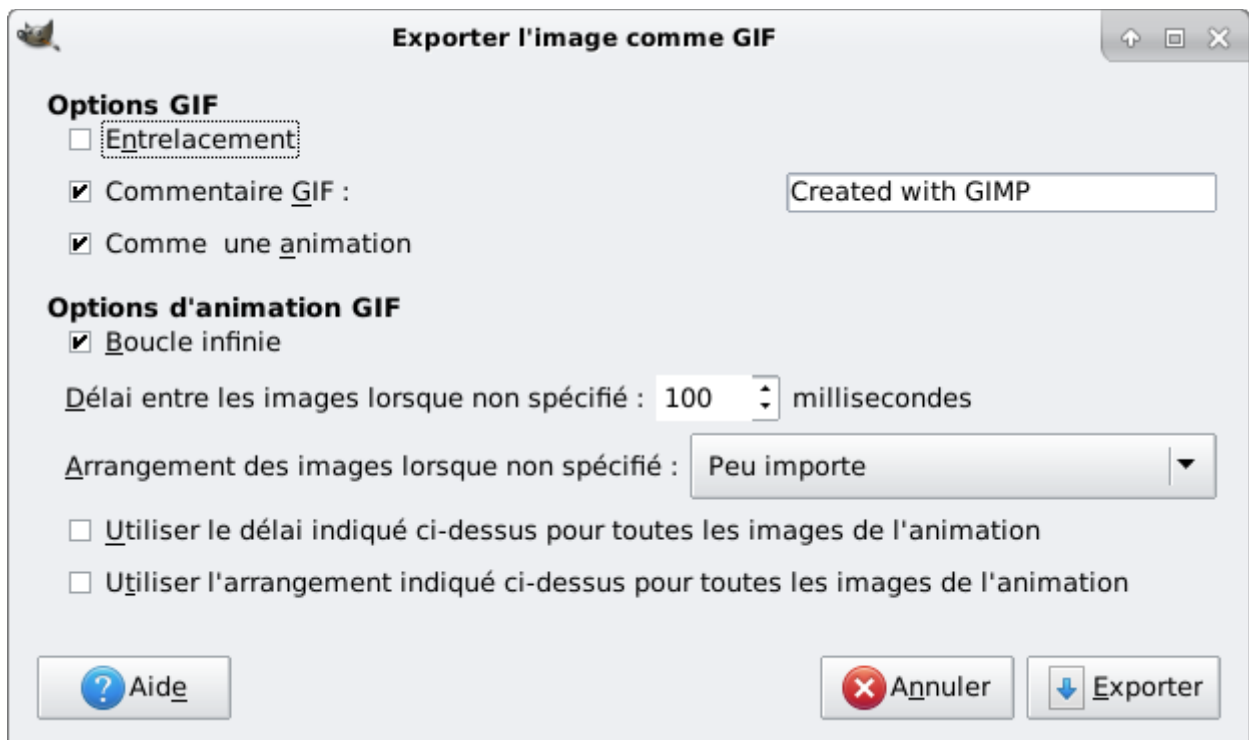 Exporter l'image comme GIF
Options GIF
Entrelacement
Commentaire GIF : Created with GIMP
Comme  une animation
Options d'animation GIF
Boucle infinie
Délai entre les images lorsque non spécifié : 100 millisecondes
Arrangement des images lorsque non spécifié : Peu importe
Utiliser le délai indiqué ci-dessus pour toutes les images de l'animation
Utiliser l'arrangement indiqué ci-dessus pour toutes les images de l'animation
Aide Annuler Exporter